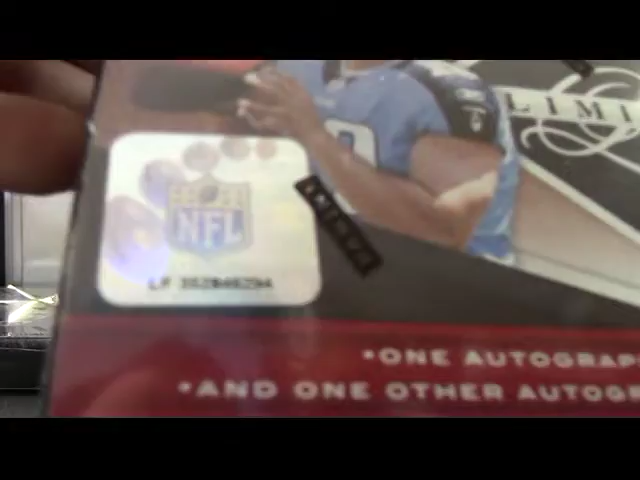 LIMI
NFL
•ONE AUTOGRAP
•AND ONE OTHER AUTOGR